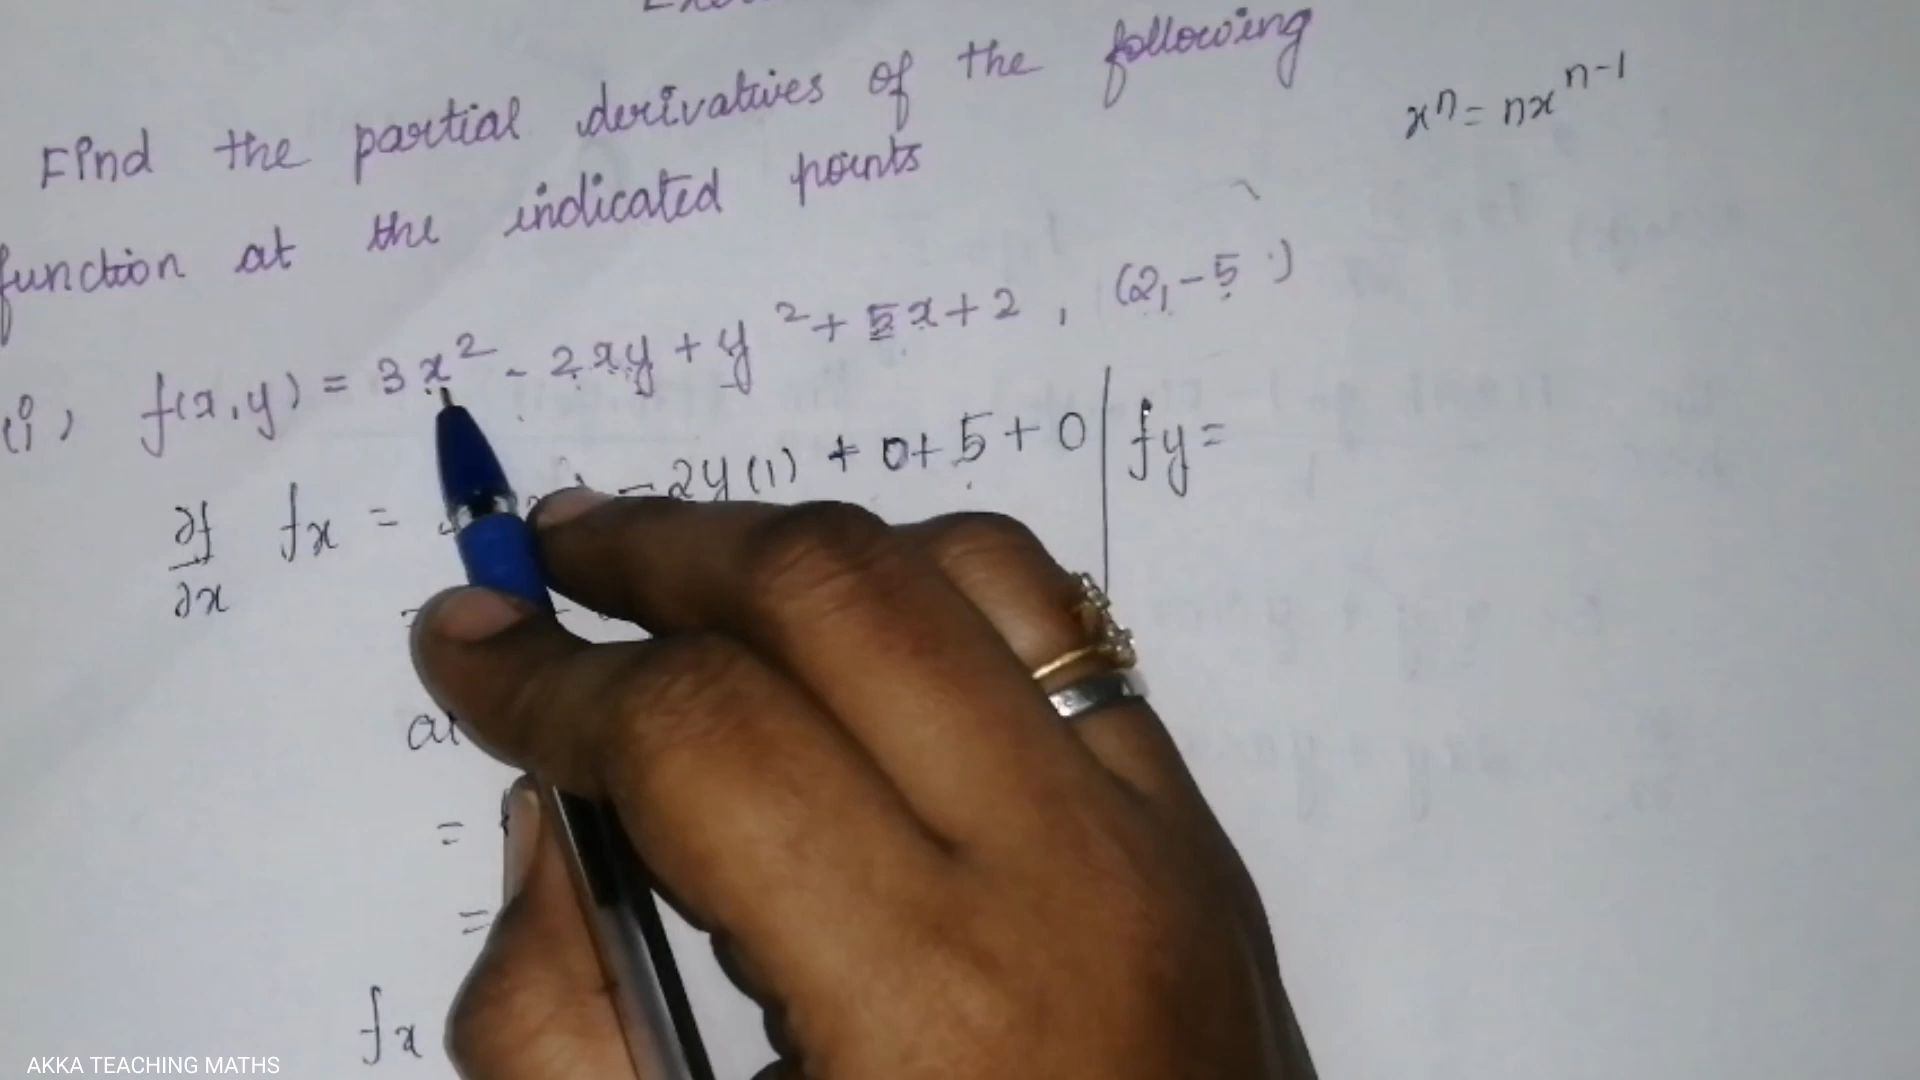 Find the partial derivatives of the following
xⁿ = nxⁿ⁻¹
function at the indicated points
(i), f(x,y) = 3x² - 2xy + y² + 5x + 2, (2,-5)
∂f/∂x fx = - 2y(1) + 0 + 5 + 0 | fy =
=
=
fx
AKKA TEACHING MATHS